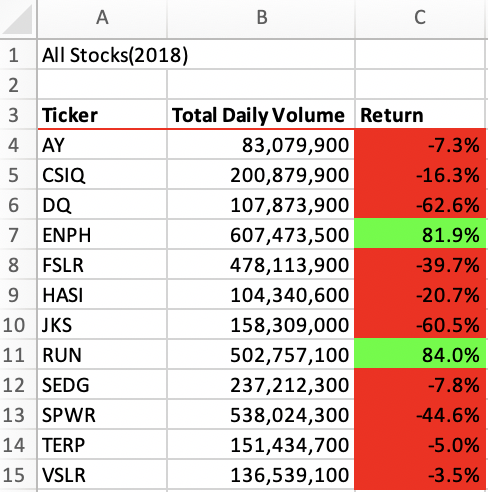 A B C
1 All Stocks(2018)
2
3 Ticker Total Daily Volume Return
4 AY 83,079,900 -7.3%
5 CSIQ 200,879,900 -16.3%
6 DQ 107,873,900 -62.6%
7 ENPH 607,473,500 81.9%
8 FSLR 478,113,900 -39.7%
9 HASI 104,340,600 -20.7%
10 JKS 158,309,000 -60.5%
11 RUN 502,757,100 84.0%
12 SEDG 237,212,300 -7.8%
13 SPWR 538,024,300 -44.6%
14 TERP 151,434,700 -5.0%
15 VSLR 136,539,100 -3.5%